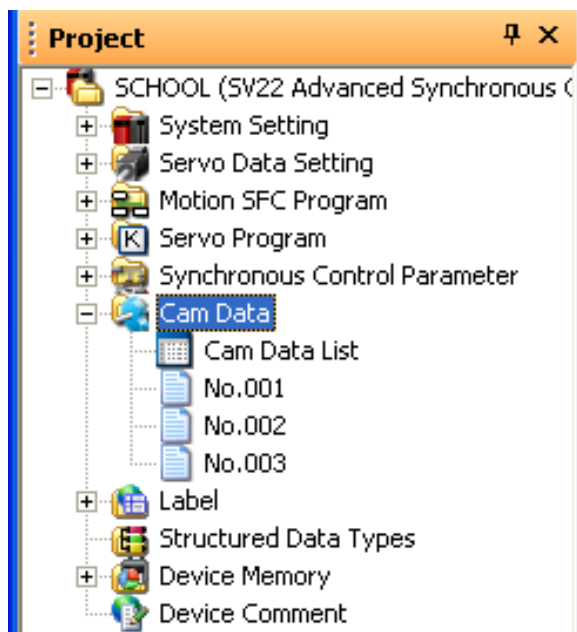 Project
SCHOOL (SV22 Advanced Synchronous
System Setting
Servo Data Setting
Motion SFC Program
K Servo Program
Synchronous Control Parameter
Cam Data
Cam Data List
No.001
No.002
No.003
Label
Structured Data Types
Device Memory
Device Comment